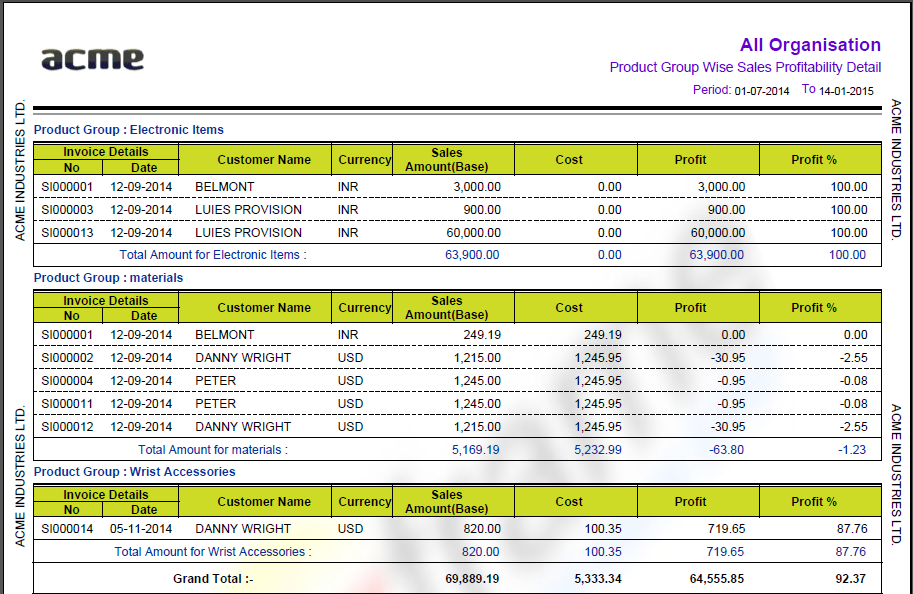 acme
All Organisation
Product Group Wise Sales Profitability Detail
Period: 01-07-2014 To 14-01-2015
ACME INDUSTRIES LTD.
ACME INDUSTRIES LTD.
Product Group : Electronic Items
Invoice Details Customer Name Currency Sales Amount(Base) Cost Profit Profit %
No Date
SI000001 12-09-2014 BELMONT INR 3,000.00 0.00 3,000.00 100.00
SI000003 12-09-2014 LUIES PROVISION INR 900.00 0.00 900.00 100.00
SI000013 12-09-2014 LUIES PROVISION INR 60,000.00 0.00 60,000.00 100.00
Total Amount for Electronic Items : 63,900.00 0.00 63,900.00 100.00
Product Group : materials
Invoice Details Customer Name Currency Sales Amount(Base) Cost Profit Profit %
No Date
SI000001 12-09-2014 BELMONT INR 249.19 249.19 0.00 0.00
SI000002 12-09-2014 DANNY WRIGHT USD 1,215.00 1,245.95 -30.95 -2.55
SI000004 12-09-2014 PETER USD 1,245.00 1,245.95 -0.95 -0.08
SI000011 12-09-2014 PETER USD 1,245.00 1,245.95 -0.95 -0.08
SI000012 12-09-2014 DANNY WRIGHT USD 1,215.00 1,245.95 -30.95 -2.55
Total Amount for materials : 5,169.19 5,232.99 -63.80 -1.23
ACME INDUSTRIES LTD.
ACME INDUSTRIES LTD.
Product Group : Wrist Accessories
Invoice Details Customer Name Currency Sales Amount(Base) Cost Profit Profit %
No Date
SI000014 05-11-2014 DANNY WRIGHT USD 820.00 100.35 719.65 87.76
Total Amount for Wrist Accessories : 820.00 100.35 719.65 87.76
Grand Total :- 69,889.19 5,333.34 64,555.85 92.37